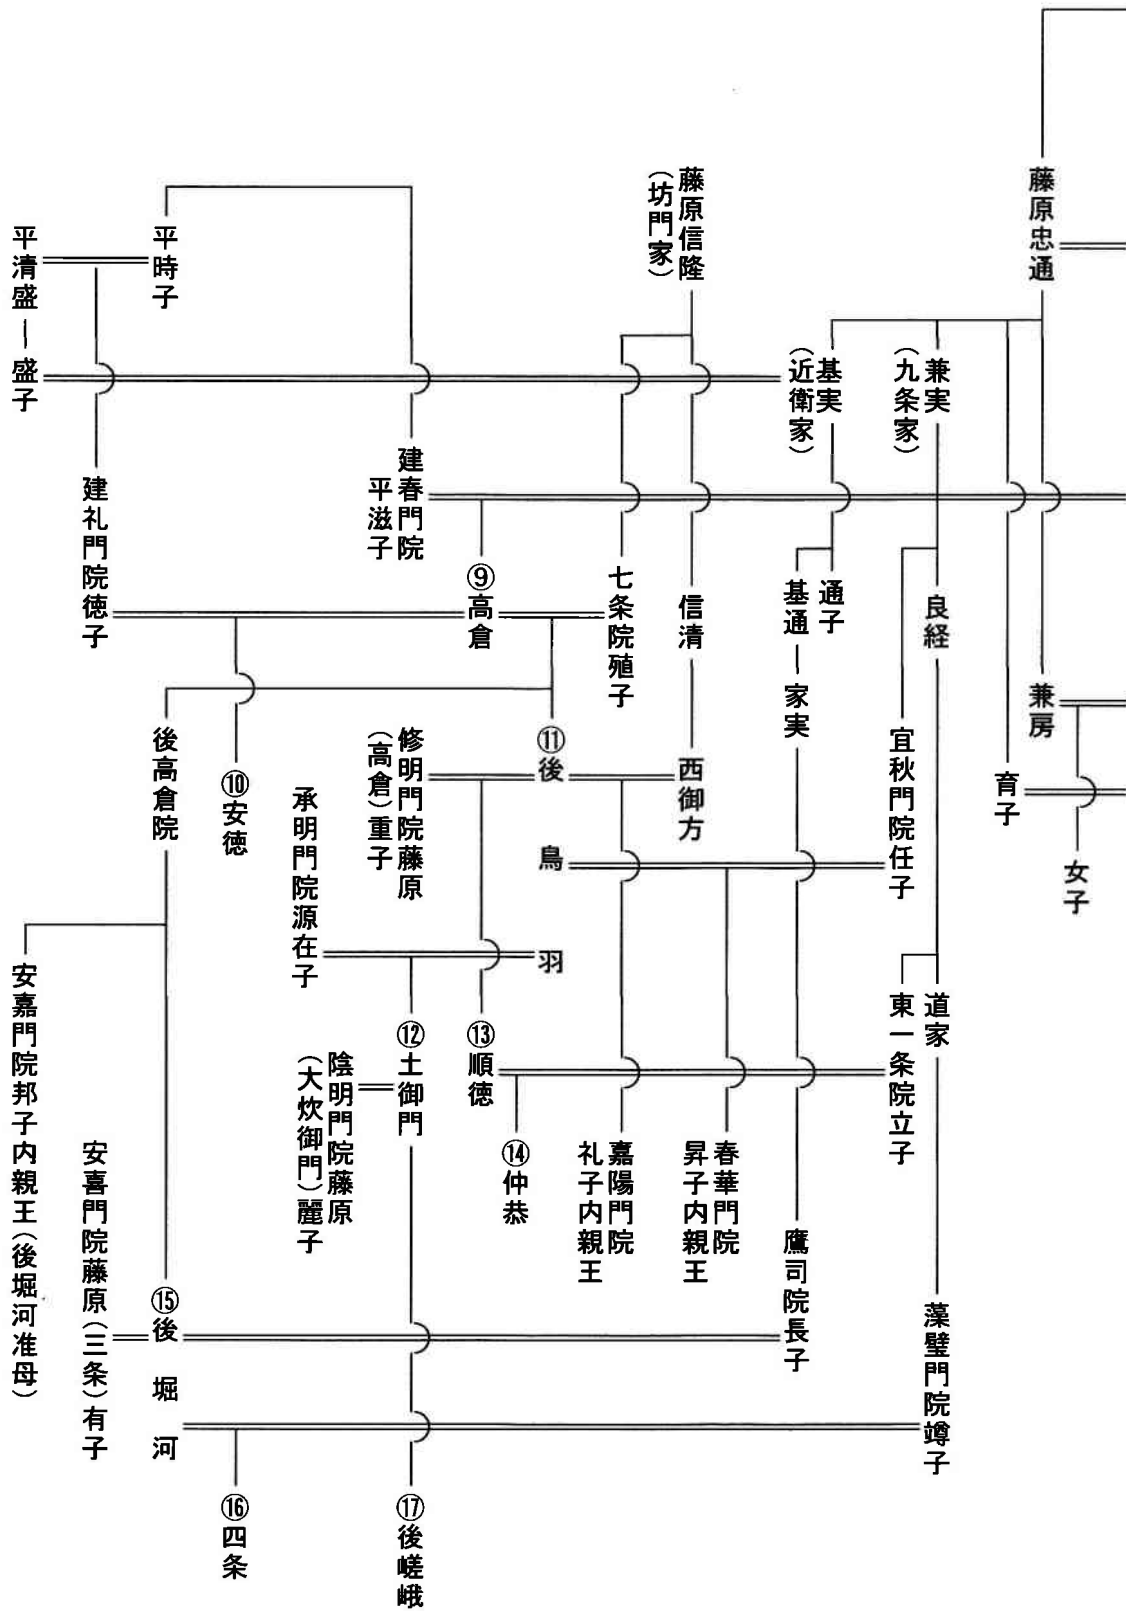 藤原忠通
兼房
女子
育子
兼実
(九条家)
良経
宜秋門院任子
道家
東一条院立子
藻璧門院竴子
基実
(近衛家)
通子
基通―家実
鷹司院長子
藤原信隆
(坊門家)
信清
西御方
七条院殖子
春華門院
昇子内親王
嘉陽門院
礼子内親王
⑨高倉
⑪後鳥羽
⑬順徳
⑭仲恭
建春門院
平滋子
修明門院藤原
(高倉)重子
⑫土御門
陰明門院藤原
(大炊御門)麗子
⑰後嵯峨
承明門院源在子
平時子
⑩安徳
後高倉院
⑮後堀河
⑯四条
建礼門院徳子
安喜門院藤原(三条)有子
平清盛―盛子
安嘉門院邦子内親王(後堀河准母)